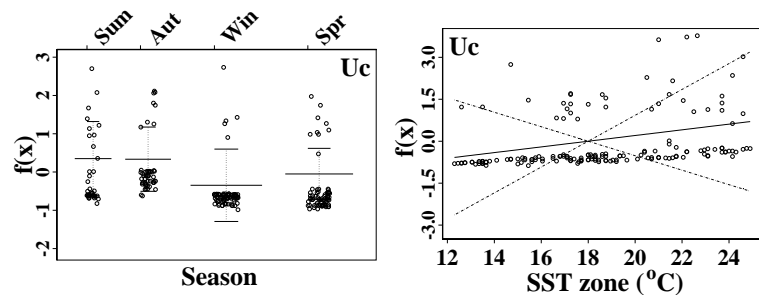 Sum Aut Win Spr
Uc
3
2
1
0
-1
-2
f(x)
Season
Uc
3.0
1.5
0.0
-1.5
-3.0
f(x)
12 14 16 18 20 22 24
SST zone (°C)